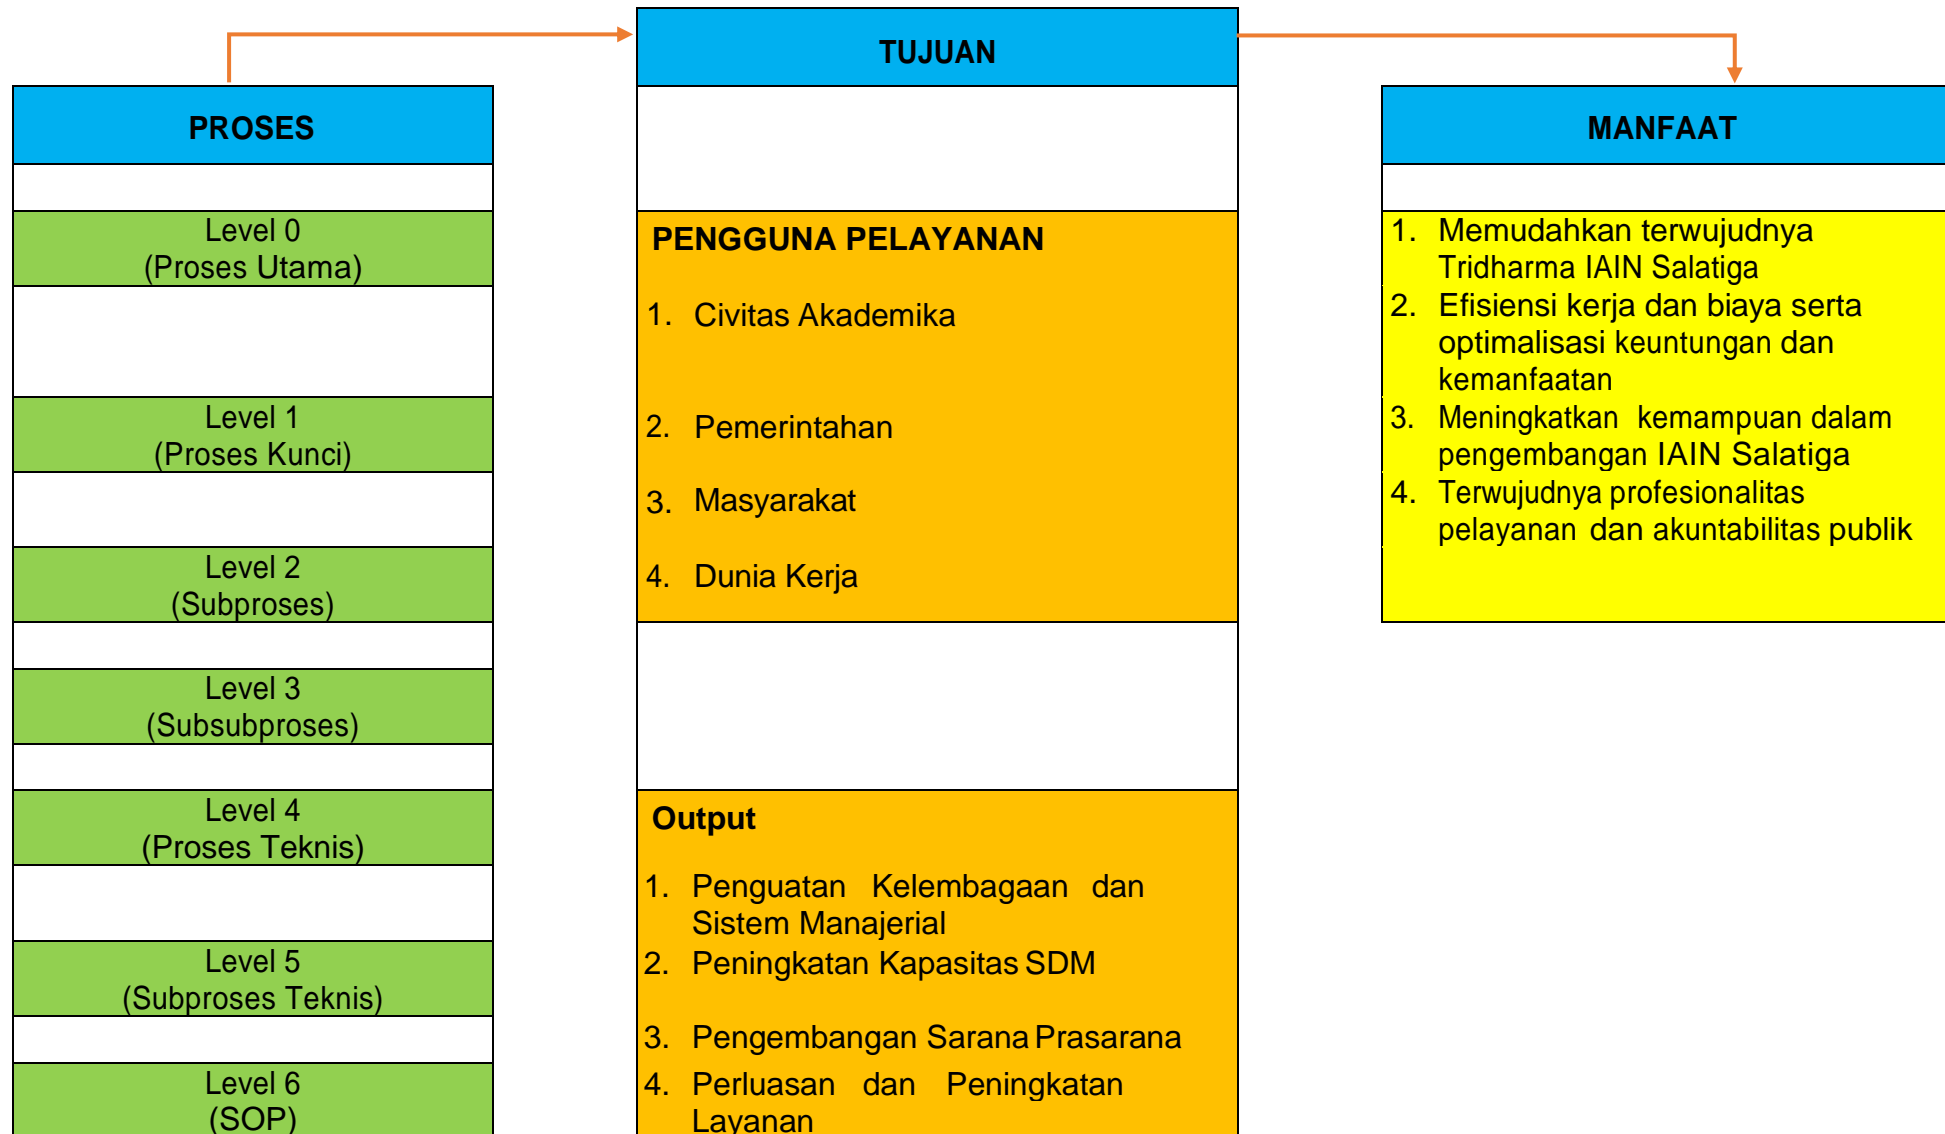 TUJUAN
PROSES
MANFAAT
Level 0
(Proses Utama)
Level 1
(Proses Kunci)
Level 2
(Subproses)
Level 3
(Subsubproses)
Level 4
(Proses Teknis)
Level 5
(Subproses Teknis)
Level 6
(SOP)
PENGGUNA PELAYANAN
1. Civitas Akademika
2. Pemerintahan
3. Masyarakat
4. Dunia Kerja
Output
1. Penguatan Kelembagaan dan
Sistem Manajerial
2. Peningkatan Kapasitas SDM
3. Pengembangan Sarana Prasarana
4. Perluasan dan Peningkatan
Layanan
1. Memudahkan terwujudnya
Tridharma IAIN Salatiga
2. Efisiensi kerja dan biaya serta
optimalisasi keuntungan dan
kemanfaatan
3. Meningkatkan kemampuan dalam
pengembangan IAIN Salatiga
4. Terwujudnya profesionalitas
pelayanan dan akuntabilitas publik